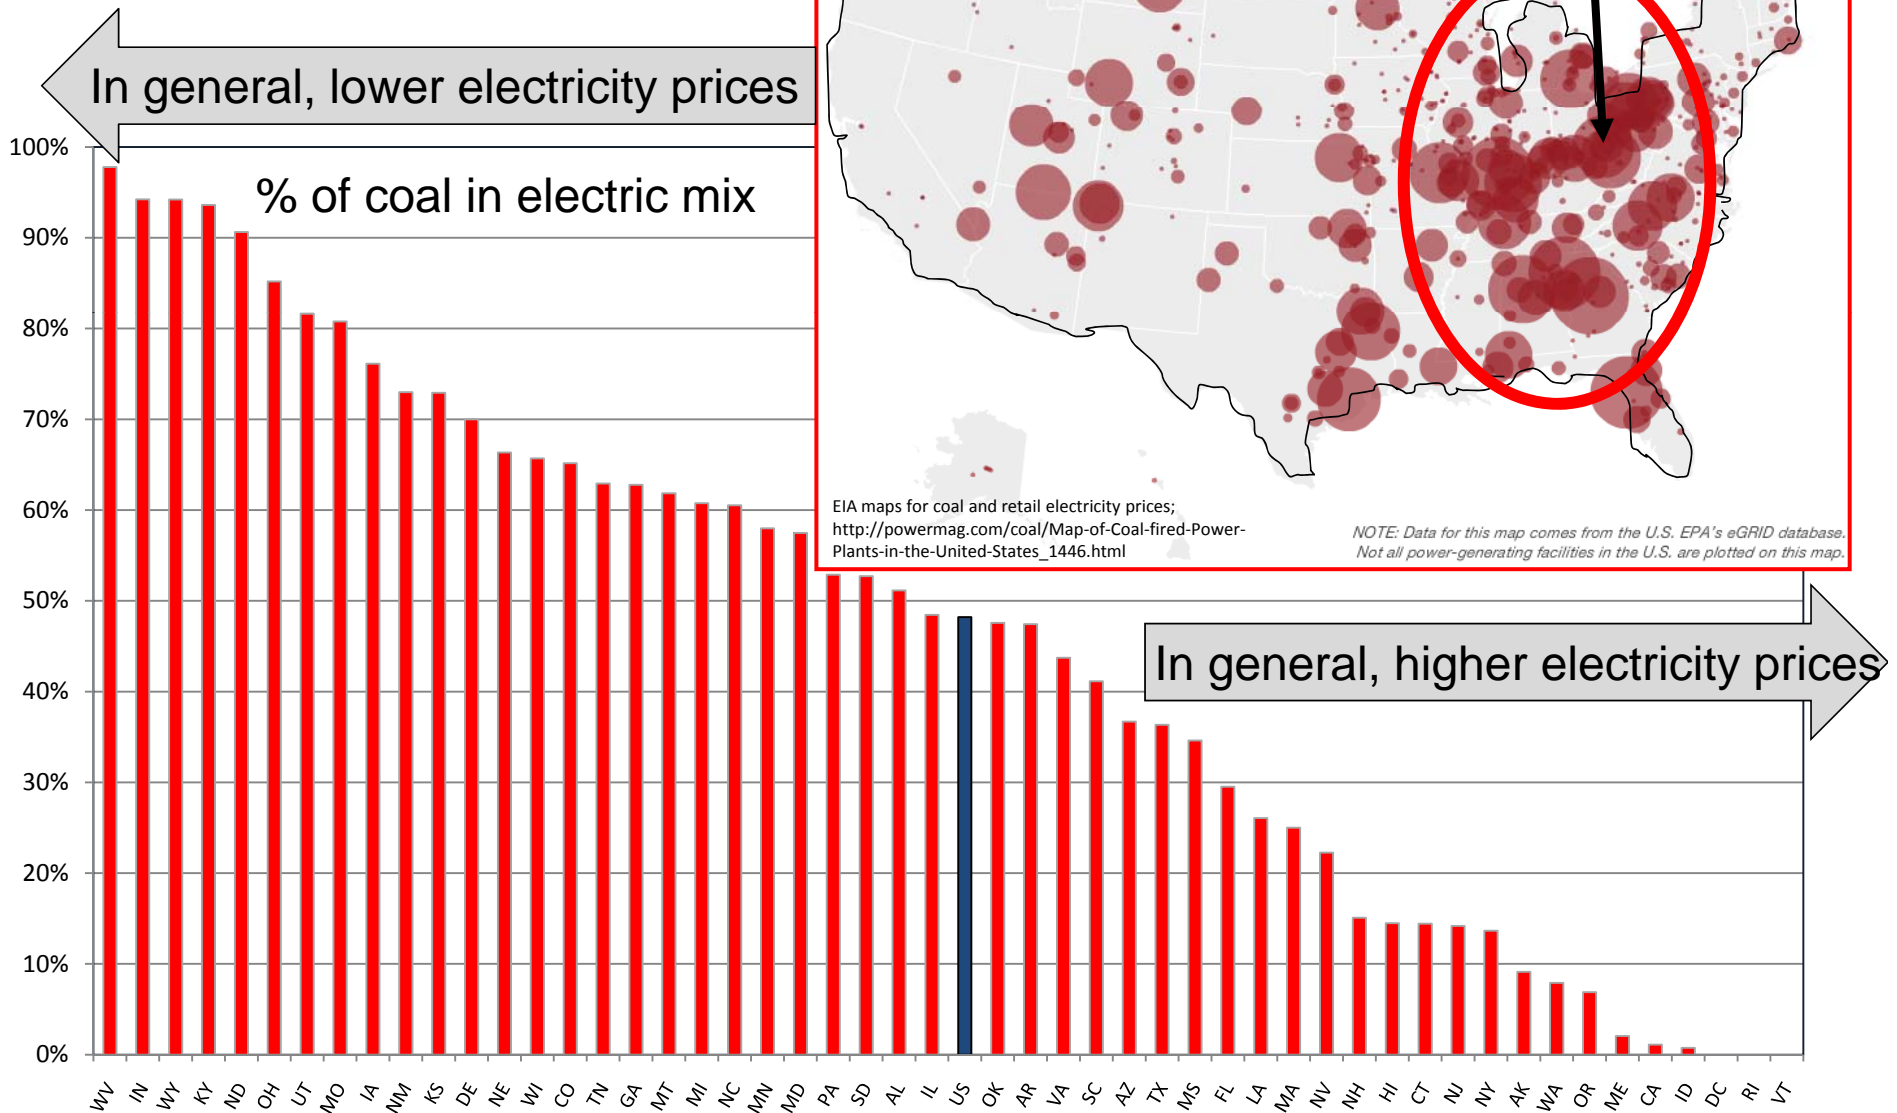 In general, lower electricity prices
% of coal in electric mix
100%
90%
80%
70%
60%
50%
40%
30%
20%
10%
0%
EIA maps for coal and retail electricity prices;
http://powermag.com/coal/Map-of-Coal-fired-Power-
Plants-in-the-United-States_1446.html
NOTE: Data for this map comes from the U.S. EPA's eGRID database.
Not all power-generating facilities in the U.S. are plotted on this map.
In general, higher electricity prices
WV IN WY KY ND OH UT MO IA NM KS DE NE WI CO TN GA MT MI NC MN MD PA SD AL IL US OK AR VA SC AZ TX MS FL LA MA NV NH HI CT NJ NY AK WA OR ME CA ID DC RI VT